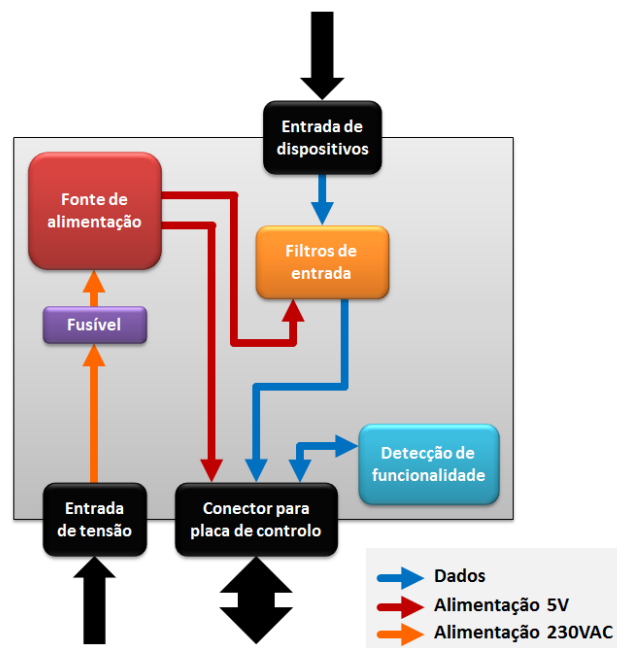 Entrada de
dispositivos
Fonte de
alimentação
Filtros de
entrada
Fusível
Detecção de
funcionalidade
Entrada
de tensão
Conector para
placa de controlo
Dados
Alimentação 5V
Alimentação 230VAC